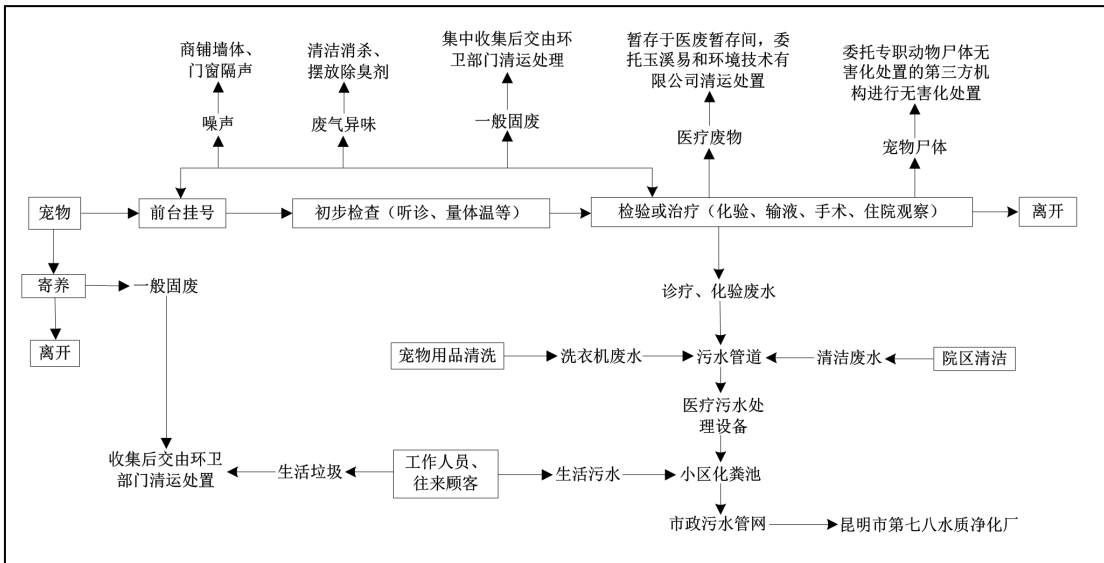 商铺墙体、
门窗隔声
清洁消杀、
摆放除臭剂
集中收集后交由环
卫部门清运处理
暂存于医废暂存间，委
托玉溪易和环境技术有
限公司清运处置
委托专职动物尸体无
害化处置的第三方机
构进行无害化处置
噪声
废气异味
一般固废
医疗废物
宠物尸体
宠物
前台挂号
初步检查（听诊、量体温等）
检验或治疗（化验、输液、手术、住院观察）
离开
寄养
一般固废
诊疗、化验废水
离开
宠物用品清洗
洗衣机废水
污水管道
清洁废水
院区清洁
医疗污水处
理设备
收集后交由环卫
部门清运处置
生活垃圾
工作人员、
往来顾客
生活污水
小区化粪池
市政污水管网
昆明市第七八水质净化厂